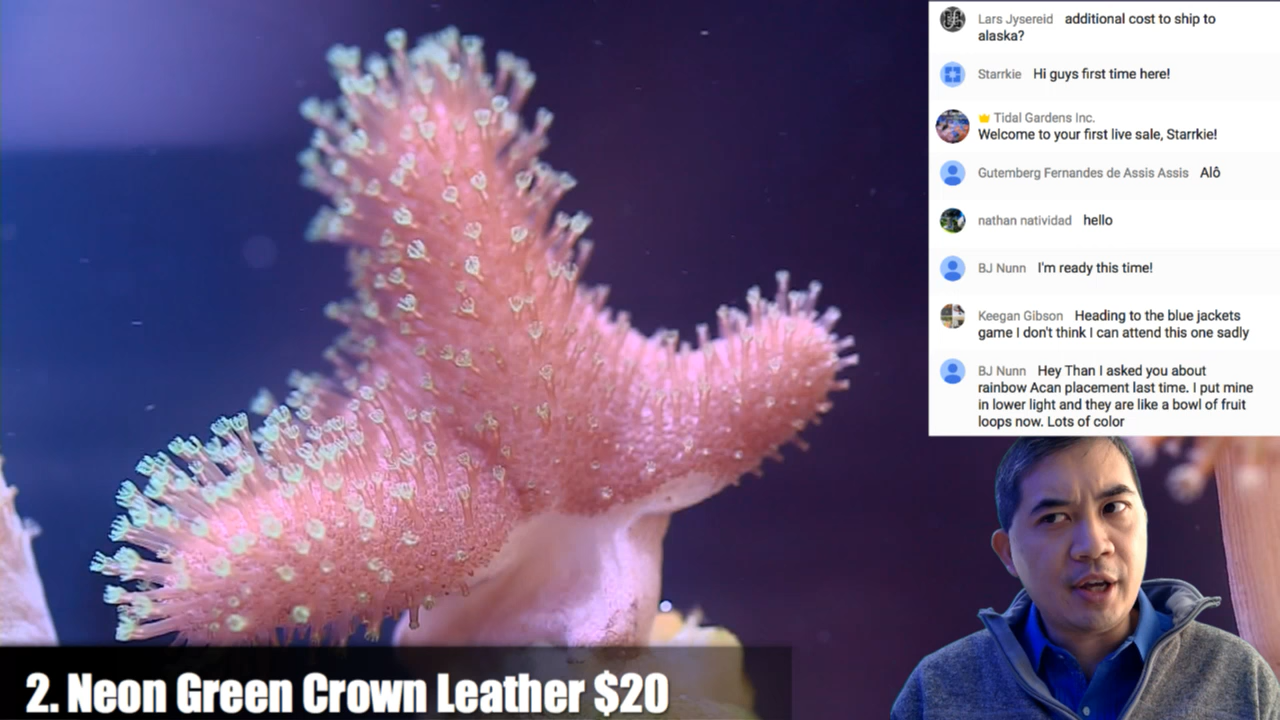 Lars Jysereid additional cost to ship to
alaska?
Starrkie Hi guys first time here!
Tidal Gardens Inc.
Welcome to your first live sale, Starrkie!
Gutemberg Fernandes de Assis Assis Alô
nathan natividad hello
BJ Nunn I'm ready this time!
Keegan Gibson Heading to the blue jackets
game I don't think I can attend this one sadly
BJ Nunn Hey Than I asked you about
rainbow Acan placement last time. I put mine
in lower light and they are like a bowl of fruit
loops now. Lots of color
2. Neon Green Crown Leather $20